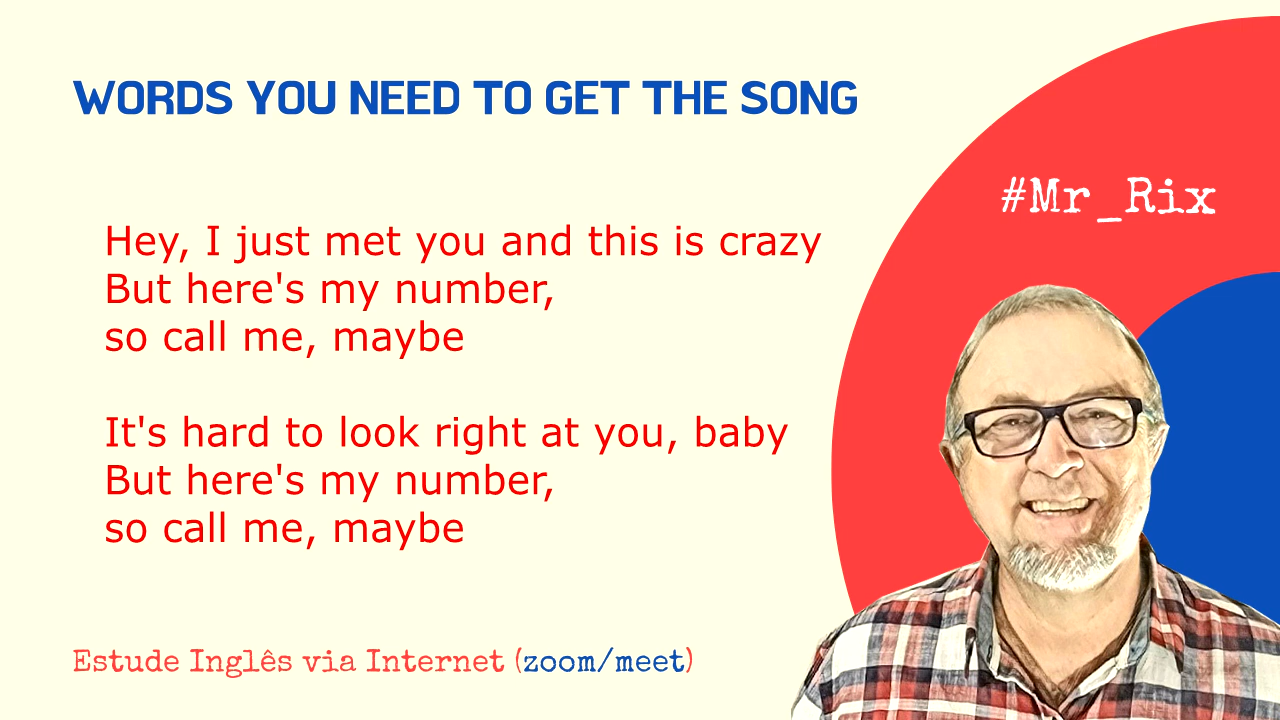 WORDS YOU NEED TO GET THE SONG
#Mr_Rix
Hey, I just met you and this is crazy
But here's my number,
so call me, maybe
It's hard to look right at you, baby
But here's my number,
so call me, maybe
Estude Inglês via Internet (zoom/meet)